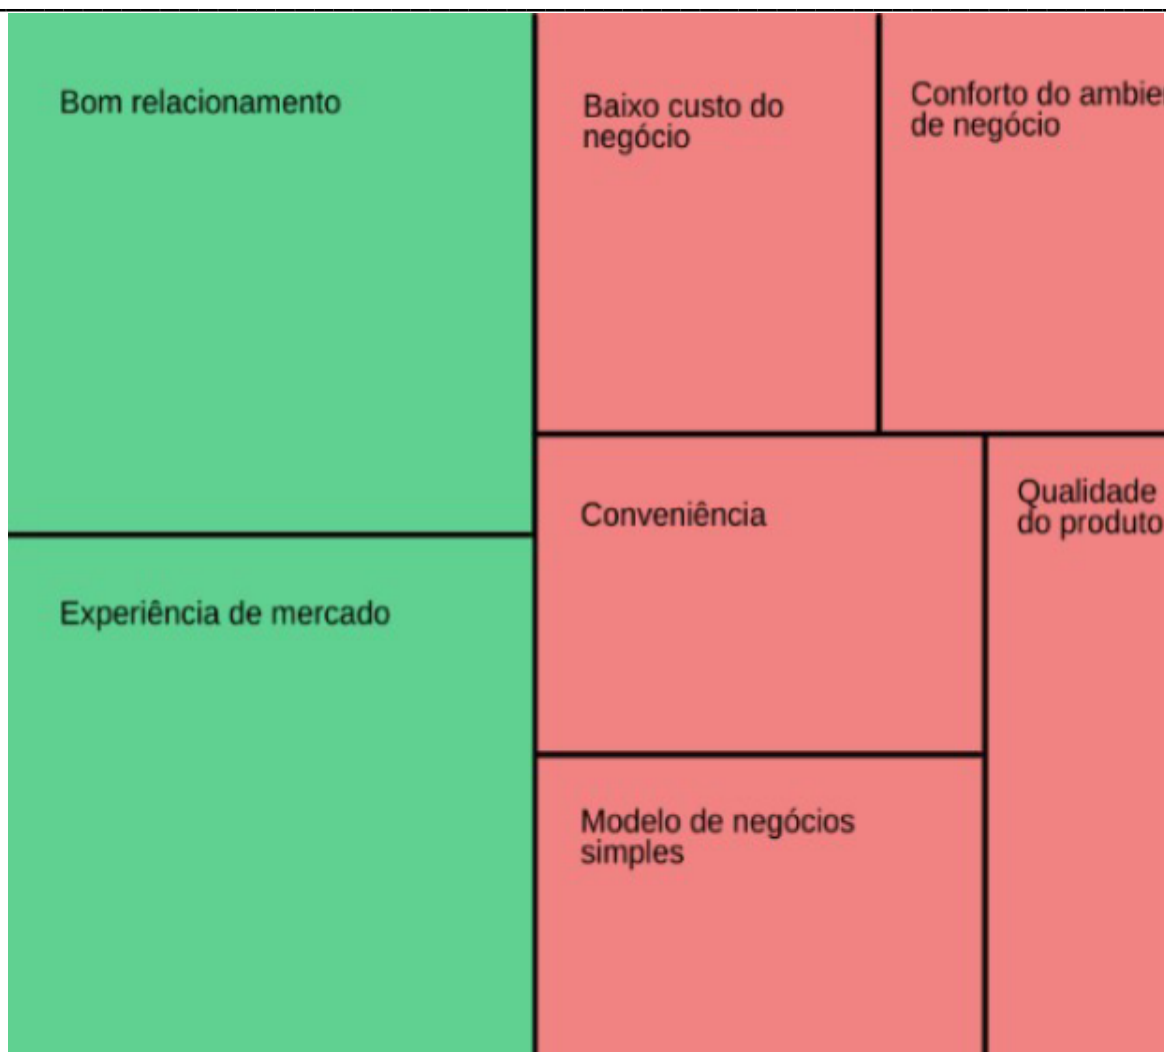 Bom relacionamento
Baixo custo do
negócio
Conforto do
de negócio
Conveniência
Qualidade
do produto
Experiência de mercado
Modelo de negócios
simples